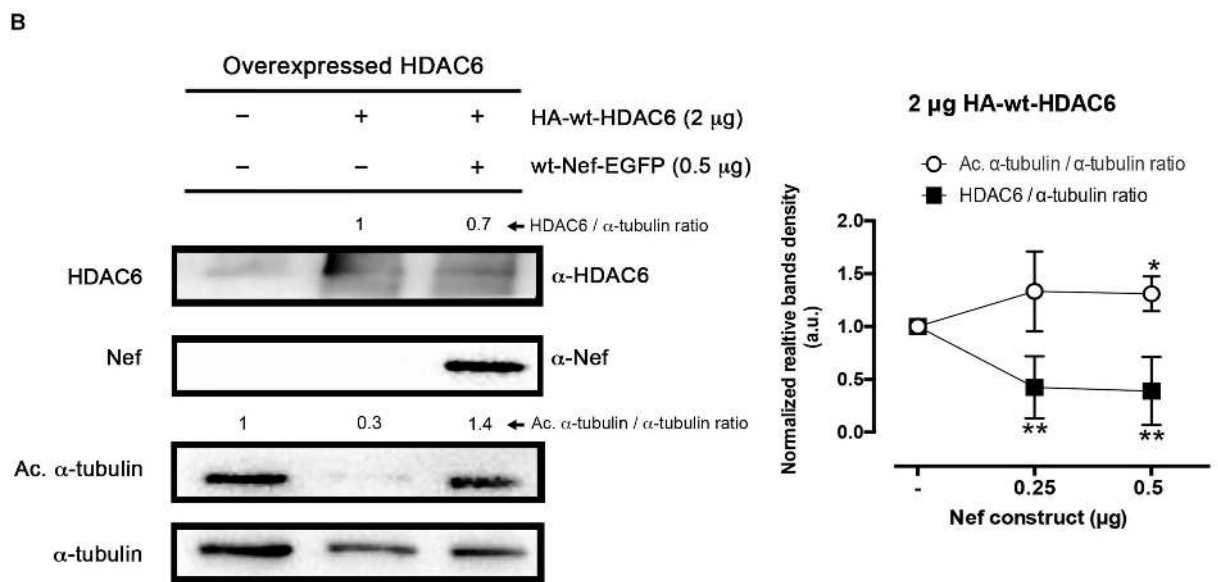 B
Overexpressed HDAC6
– + + HA-wt-HDAC6 (2 µg)
– – + wt-Nef-EGFP (0.5 µg)
1 0.7 ← HDAC6 / α-tubulin ratio
HDAC6 α-HDAC6
Nef α-Nef
1 0.3 1.4 ← Ac. α-tubulin / α-tubulin ratio
Ac. α-tubulin
α-tubulin
2 µg HA-wt-HDAC6
Ac. α-tubulin / α-tubulin ratio
HDAC6 / α-tubulin ratio
Normalized realtive bands density
(a.u.)
2.0
1.5
1.0
0.5
0.0
*
** **
- 0.25 0.5
Nef construct (µg)